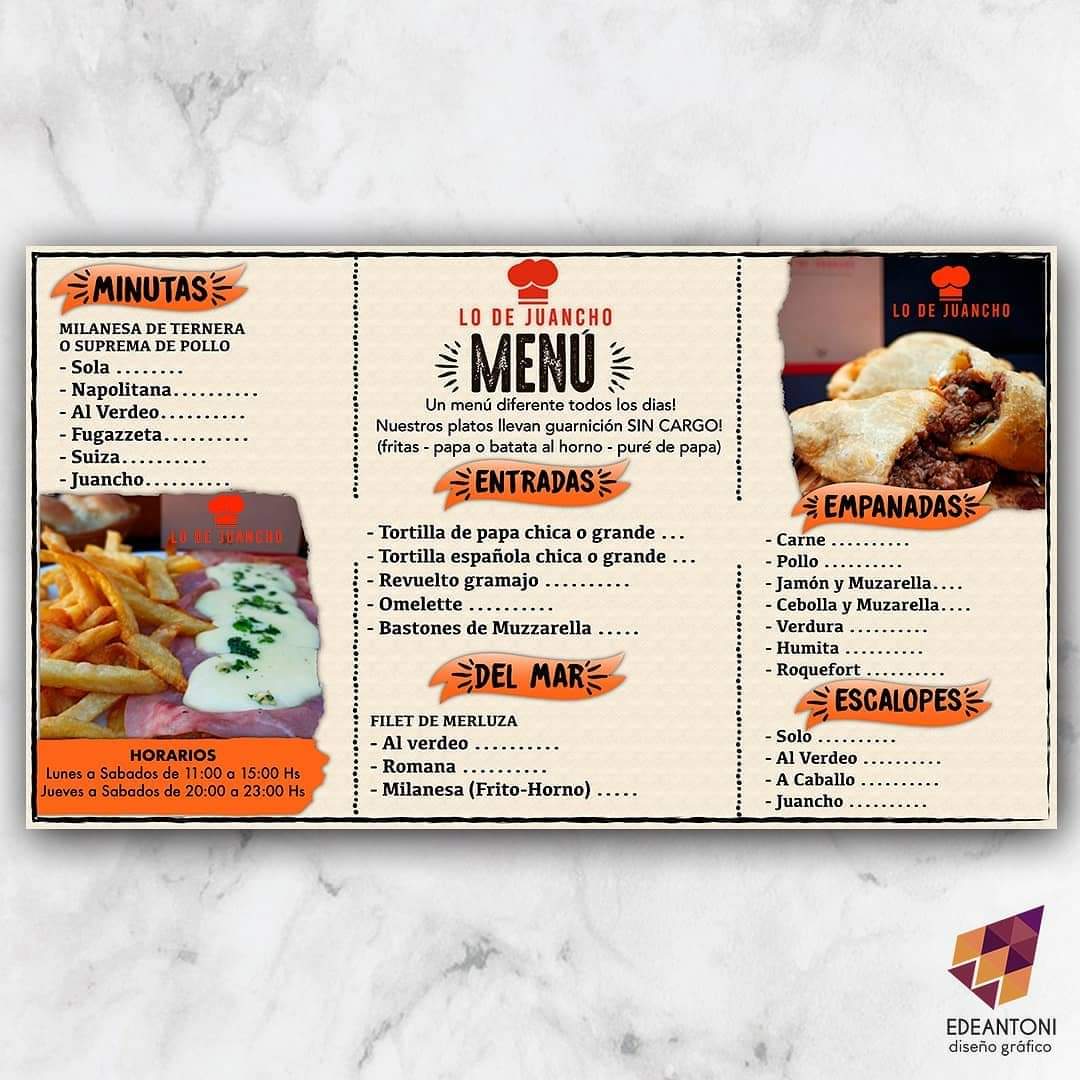 MINUTAS
MILANESA DE TERNERA
O SUPREMA DE POLLO
- Sola ........
- Napolitana..........
- Al Verdeo..........
- Fugazzeta..........
- Suiza..........
- Juancho..........
LO DE JUANCHO
HORARIOS
Lunes a Sabados de 11:00 a 15:00 Hs
Jueves a Sabados de 20:00 a 23:00 Hs
LO DE JUANCHO
MENÚ
Un menú diferente todos los dias!
Nuestros platos llevan guarnición SIN CARGO!
(fritas - papa o batata al horno - puré de papa)
ENTRADAS
- Tortilla de papa chica o grande ...
- Tortilla española chica o grande ...
- Revuelto gramajo ..........
- Omelette ..........
- Bastones de Muzzarella .....
DEL MAR
FILET DE MERLUZA
- Al verdeo ..........
- Romana ..........
- Milanesa (Frito-Horno) .....
LO DE JUANCHO
EMPANADAS
- Carne ..........
- Pollo ..........
- Jamón y Muzarella....
- Cebolla y Muzarella....
- Verdura ..........
- Humita ..........
- Roquefort ..........
ESCALOPES
- Solo ..........
- Al Verdeo ..........
- A Caballo ..........
- Juancho ..........
EDEANTONI
diseño gráfico